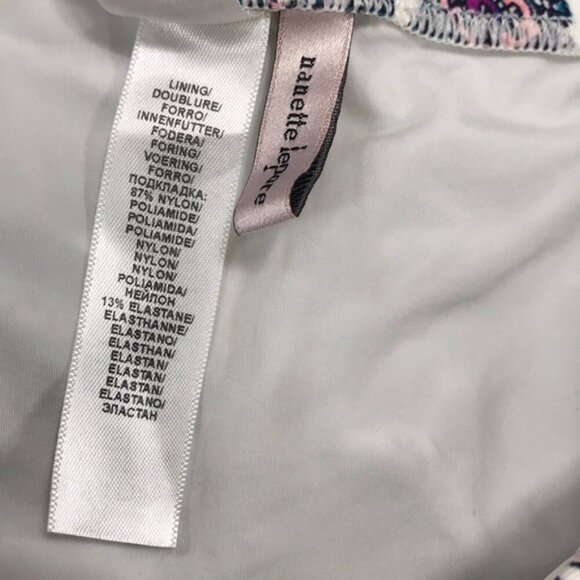 LINING/
DOUBLURE/
FORRO/
INNENFUTTER/
FODERA/
FORING/
VOERING/
FORRO/
ПОДКЛАДКА:
87% NYLON/
POLIAMIDE/
POLIAMIDA/
POLIAMIDE/
NYLON/
NYLON/
NYLON/
POLIAMIDA/
НЕЙЛОН
13% ELASTANE/
ELASTHANNE/
ELASTANO/
ELASTHAN/
ELASTAN/
ELASTAN/
ELASTAN/
ELASTANO/
ЭЛАСТАН
nanette lepore